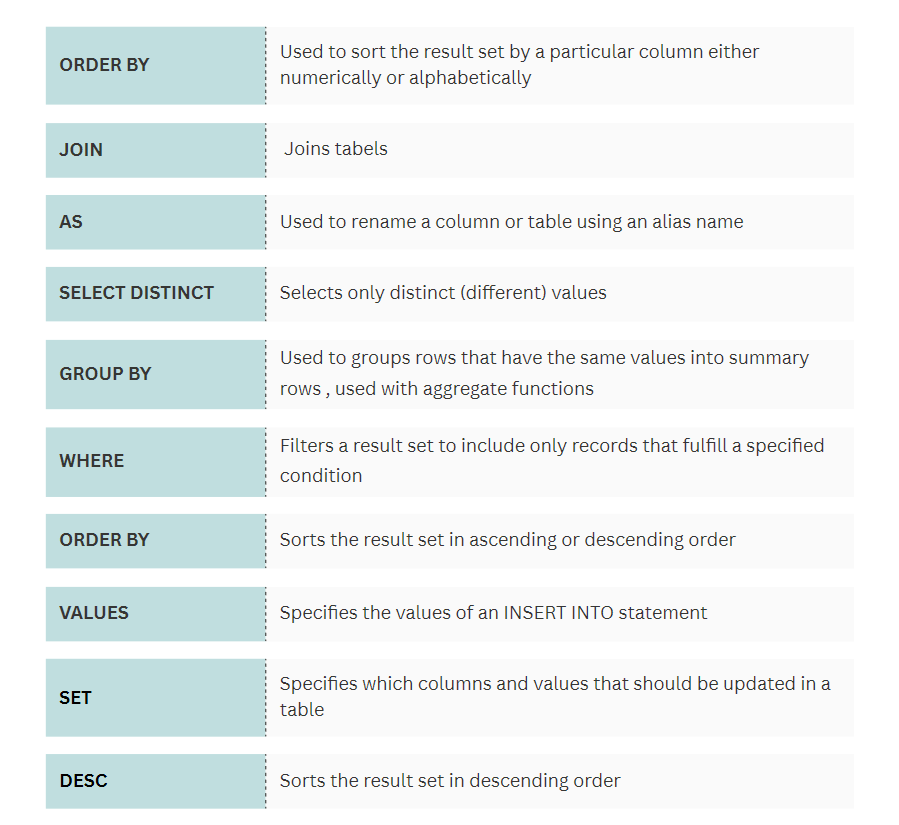 ORDER BY
Used to sort the result set by a particular column either
numerically or alphabetically
JOIN
Joins tabels
AS
Used to rename a column or table using an alias name
SELECT DISTINCT
Selects only distinct (different) values
GROUP BY
Used to groups rows that have the same values into summary
rows , used with aggregate functions
WHERE
Filters a result set to include only records that fulfill a specified
condition
ORDER BY
Sorts the result set in ascending or descending order
VALUES
Specifies the values of an INSERT INTO statement
SET
Specifies which columns and values that should be updated in a
table
DESC
Sorts the result set in descending order